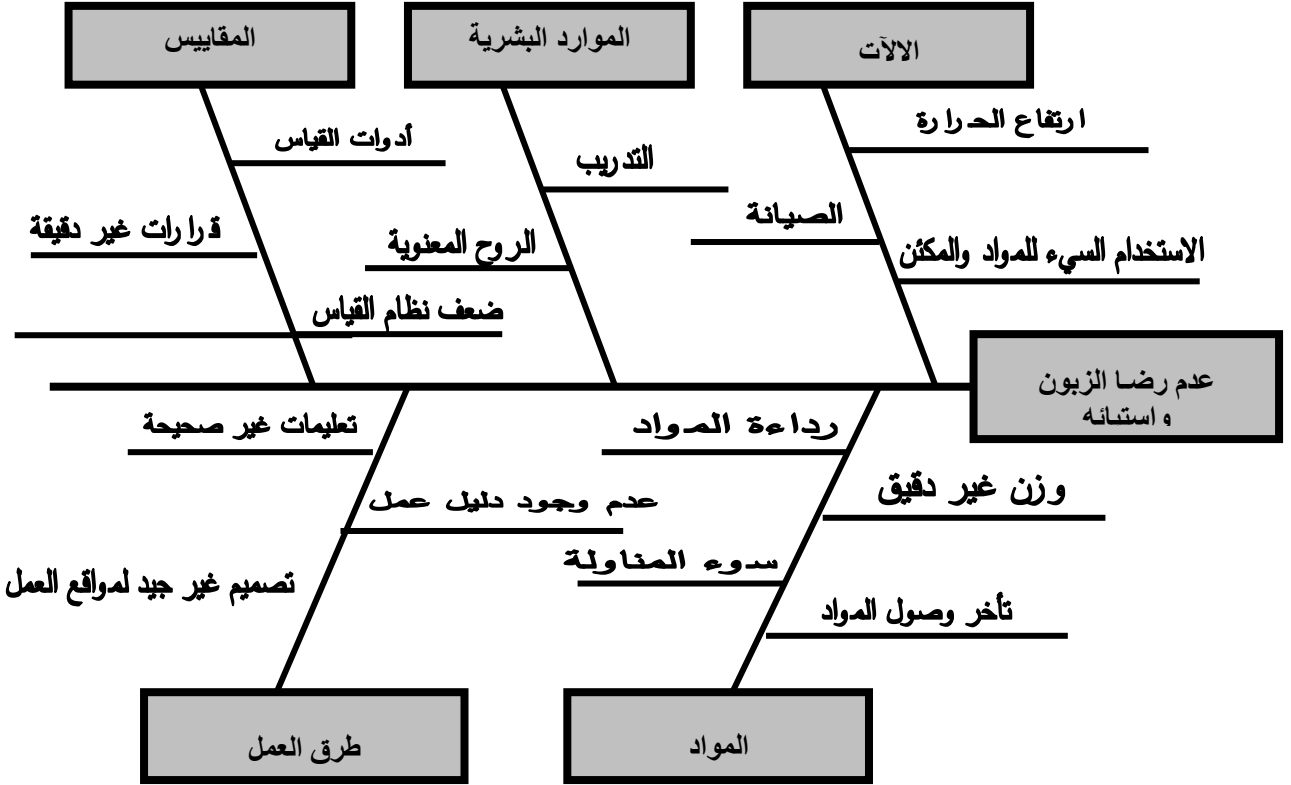 الالآت
الموارد البشرية
المقاييس
ارتفاع الحرارة
الصيانة
الاستخدام السيء للمواد والمكئن
التدريب
الروح المعنوية
أدوات القياس
قرارات غير دقيقة
ضعف نظام القياس
عدم رضا الزبون
واستيائه
رداءة المواد
وزن غير دقيق
سوء المناولة
تأخر وصول المواد
تعليمات غير صحيحة
عدم وجود دليل عمل
تصميم غير جيد لمواقع العمل
المواد
طرق العمل